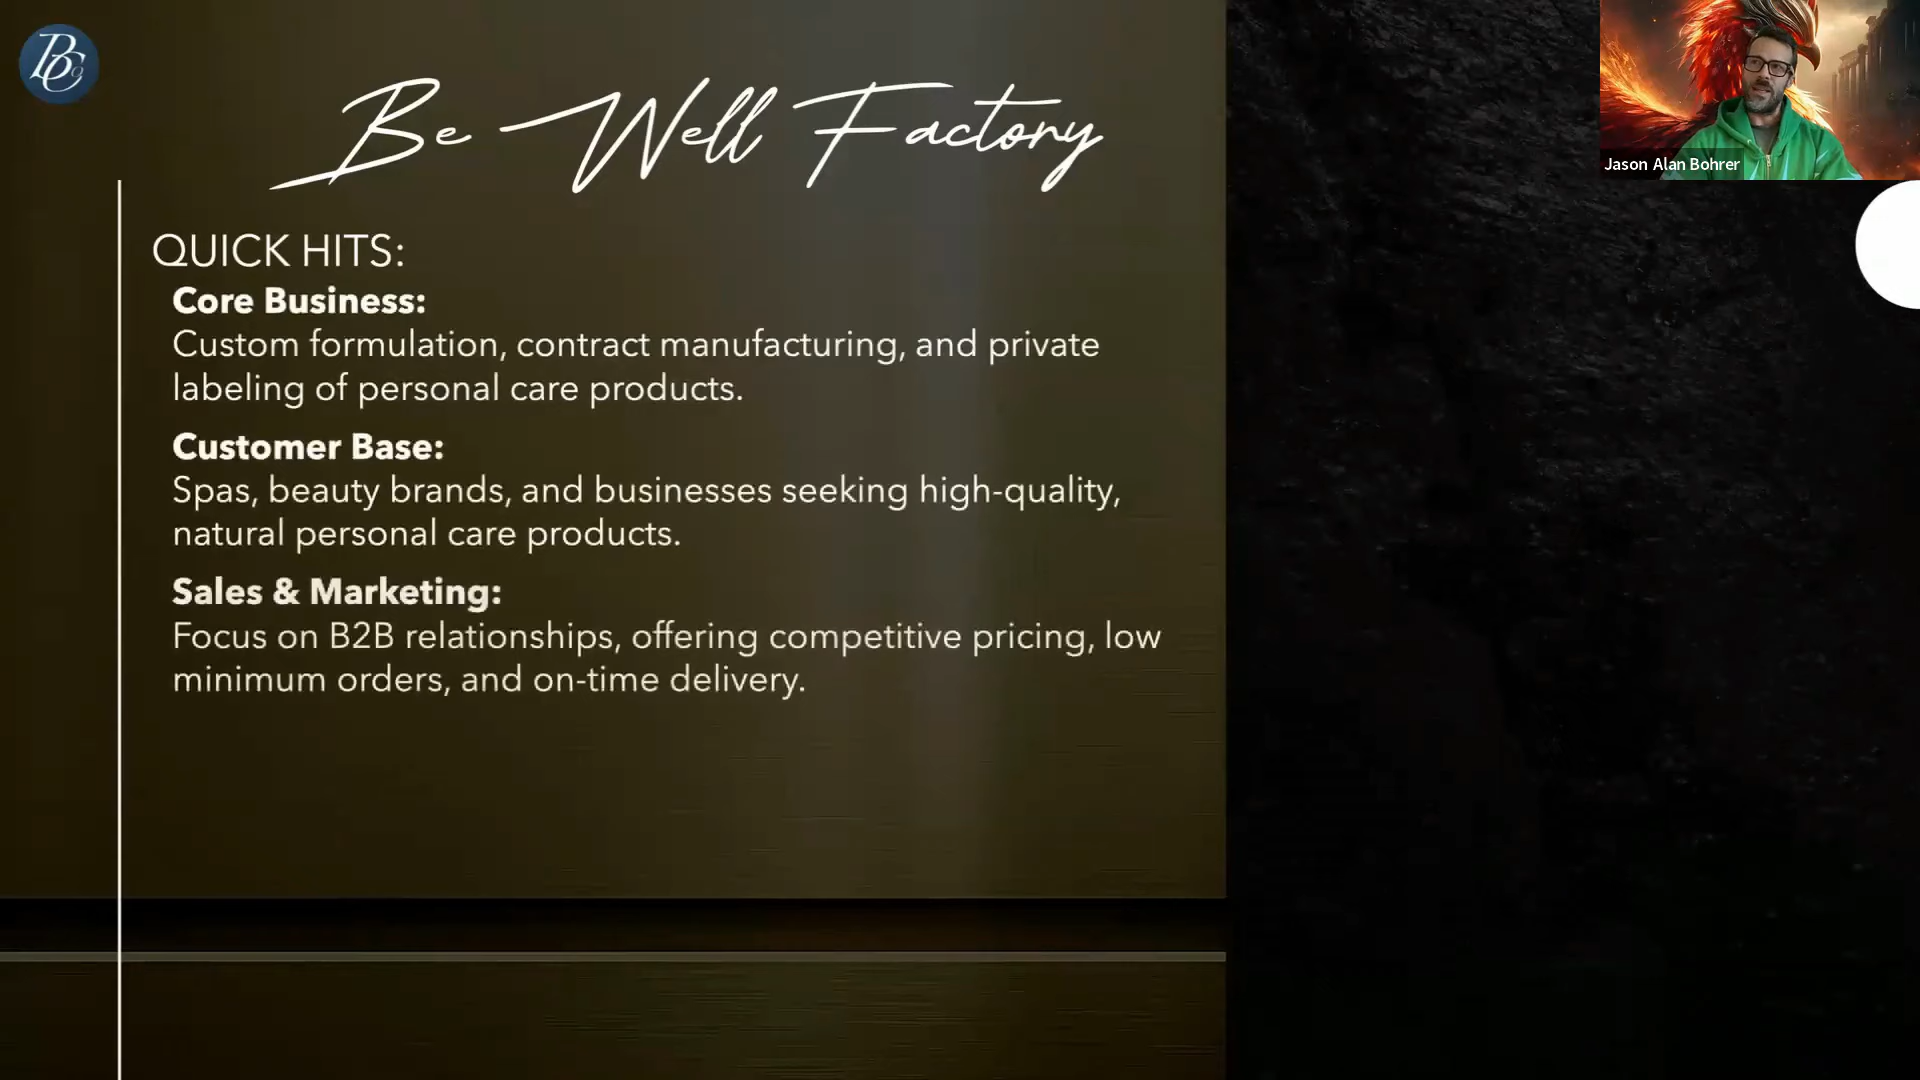 Be Well Factory
Jason Alan Bohrer
QUICK HITS:
Core Business:
Custom formulation, contract manufacturing, and private
labeling of personal care products.
Customer Base:
Spas, beauty brands, and businesses seeking high-quality,
natural personal care products.
Sales & Marketing:
Focus on B2B relationships, offering competitive pricing, low
minimum orders, and on-time delivery.